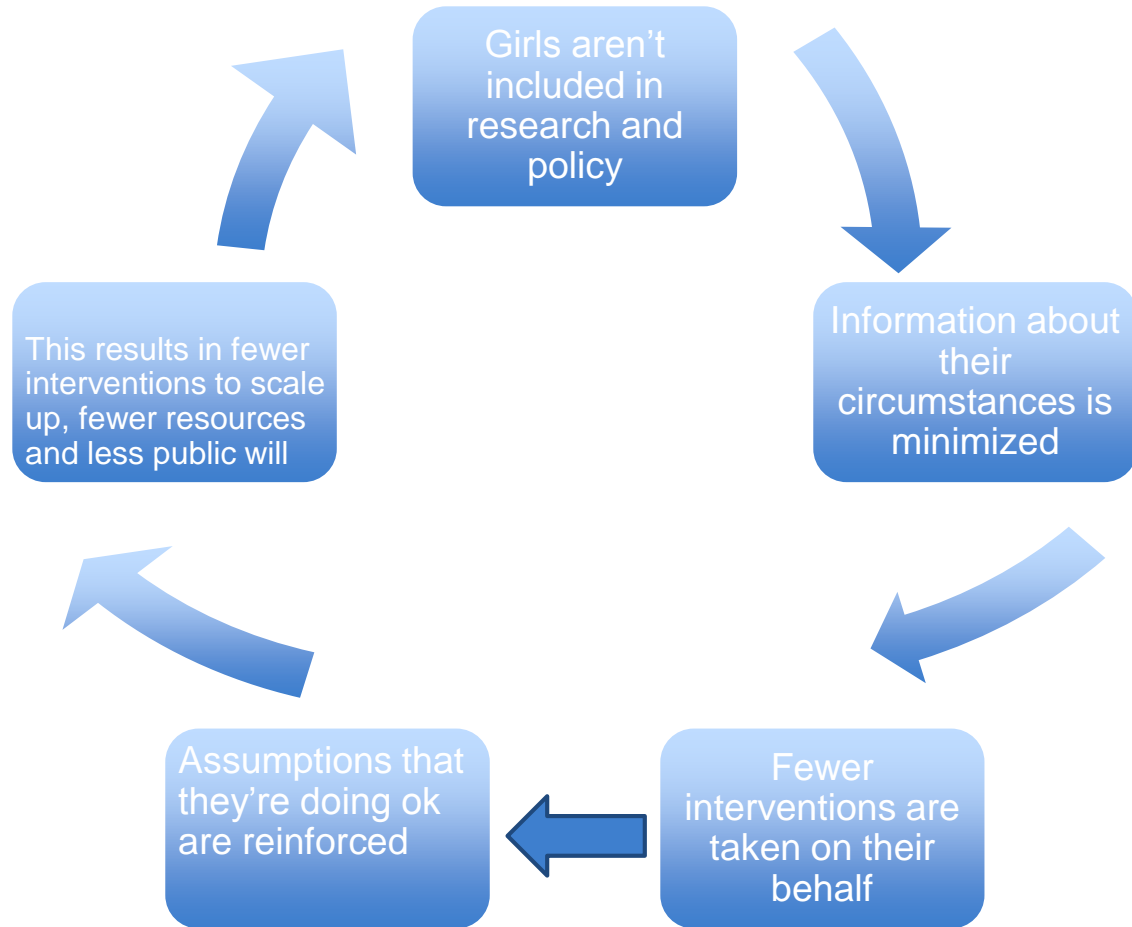 Girls aren’t
included in
research and
policy
Information about
their
circumstances is
minimized
Fewer
interventions are
taken on their
behalf
Assumptions that
they’re doing ok
are reinforced
This results in fewer
interventions to scale
up, fewer resources
and less public will